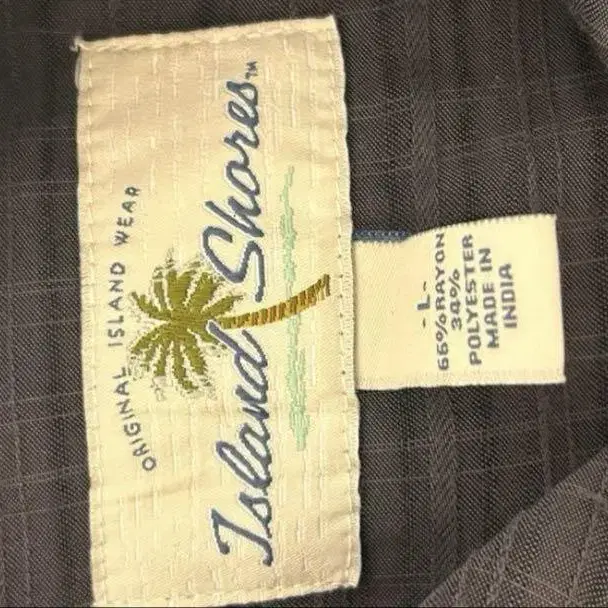 ORIGINAL ISLAND WEAR
Island Shores™
- L -
66% RAYON
34%
POLYESTER
MADE IN
INDIA